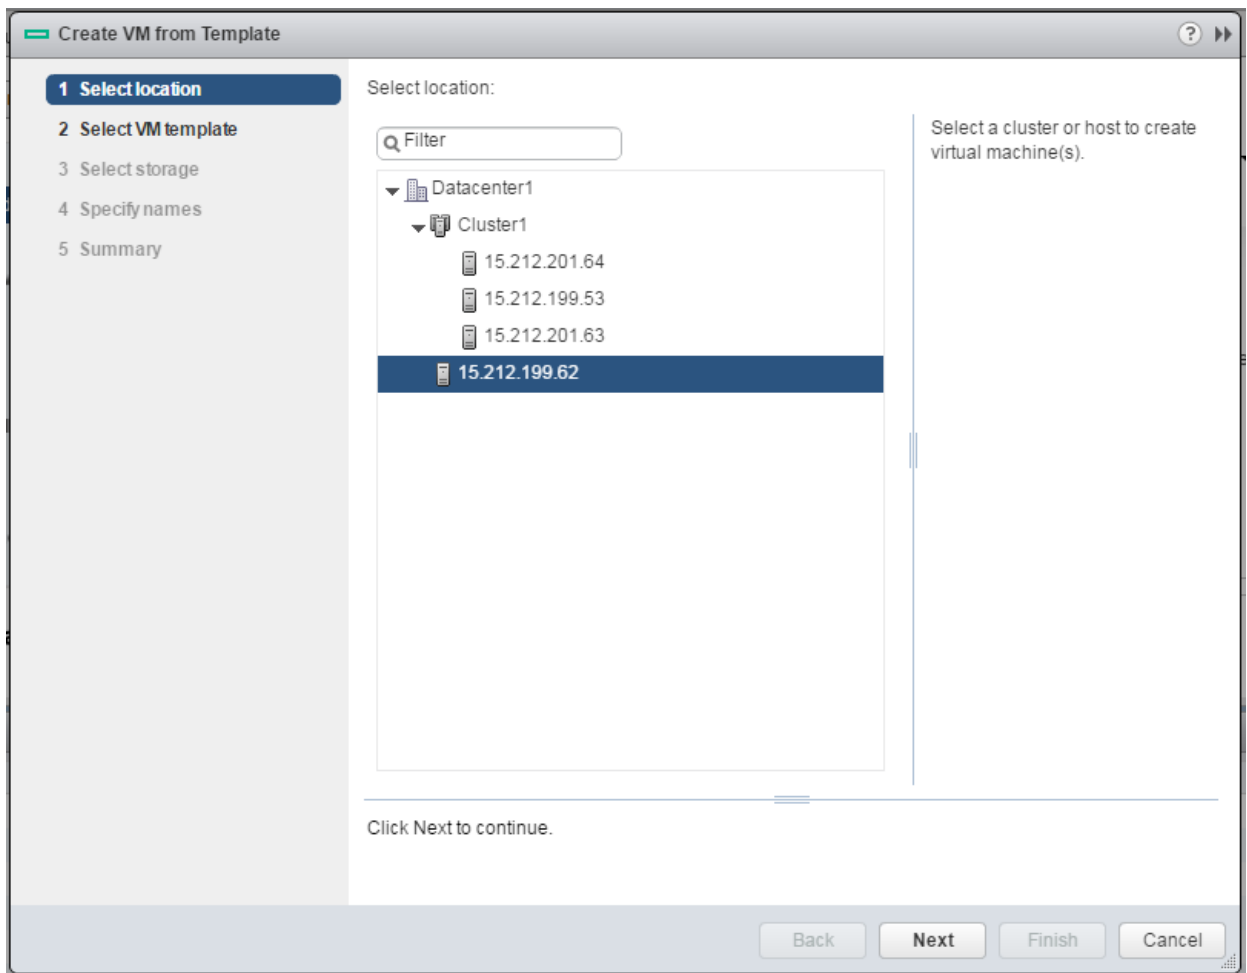 Create VM from Template
?
1 Select location
2 Select VM template
3 Select storage
4 Specify names
5 Summary
Select location:
Filter
Datacenter1
Cluster1
15.212.201.64
15.212.199.53
15.212.201.63
15.212.199.62
Select a cluster or host to create
virtual machine(s).
Click Next to continue.
Back
Next
Finish
Cancel